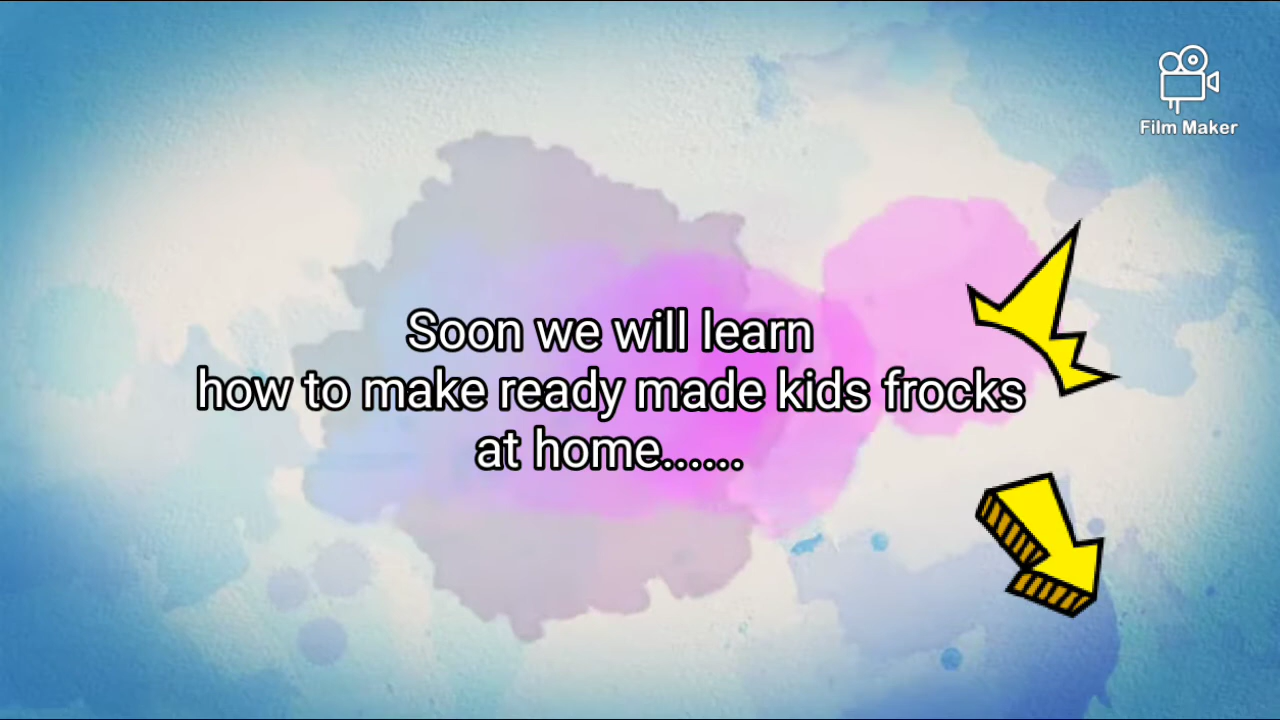 Film Maker
Soon we will learn
how to make ready made kids frocks
at home......